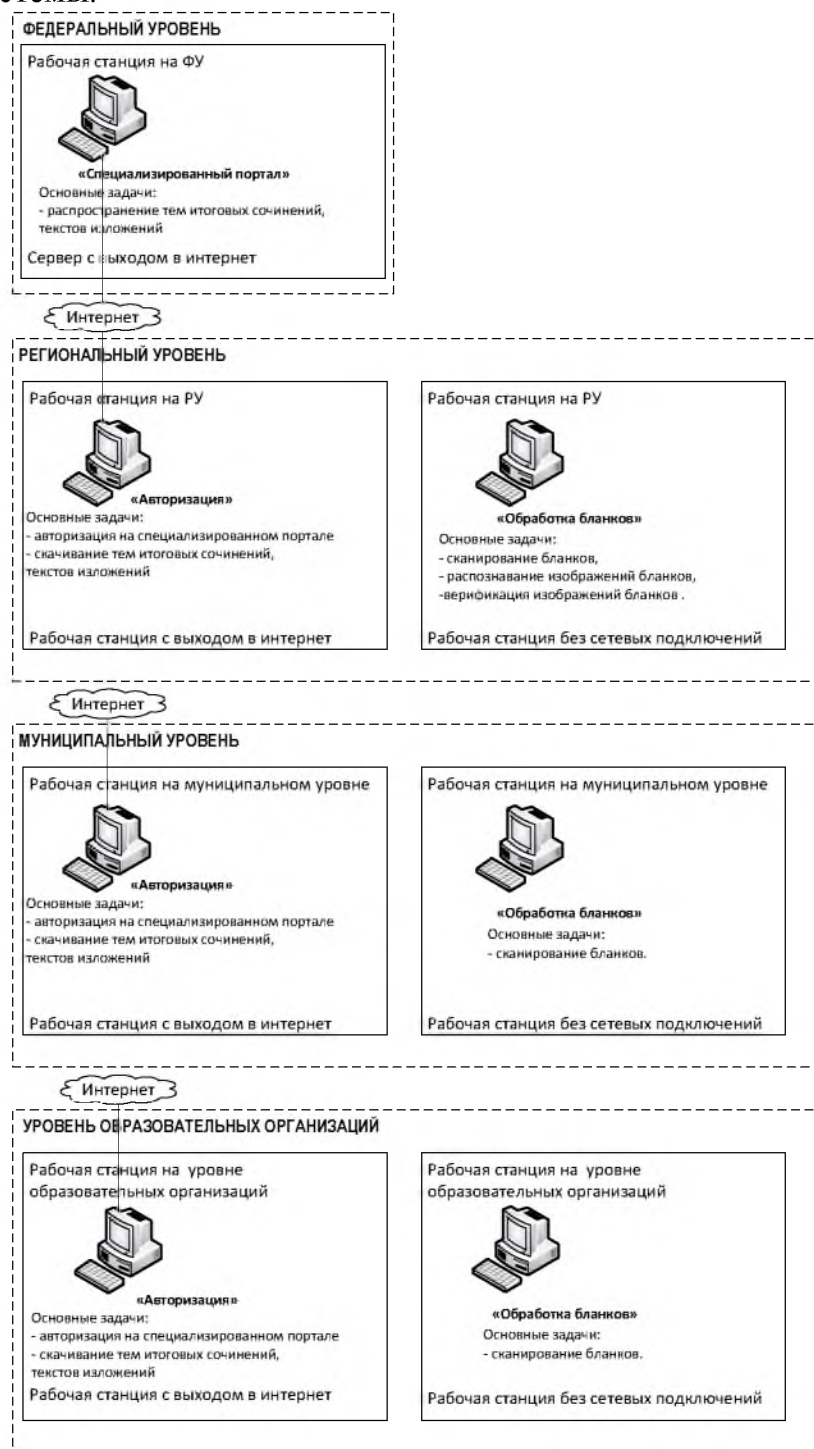 ФЕДЕРАЛЬНЫЙ УРОВЕНЬ
Рабочая станция на ФУ
«Специализированный портал»
Основные задачи:
- распространение тем итоговых сочинений,
текстов изложений
Сервер с выходом в интернет
Интернет
РЕГИОНАЛЬНЫЙ УРОВЕНЬ
Рабочая станция на РУ
«Авторизация»
Основные задачи:
- авторизация на специализированном портале
- скачивание тем итоговых сочинений,
текстов изложений
Рабочая станция с выходом в интернет
Рабочая станция на РУ
«Обработка бланков»
Основные задачи:
- сканирование бланков,
- распознавание изображений бланков,
-верификация изображений бланков .
Рабочая станция без сетевых подключений
Интернет
МУНИЦИПАЛЬНЫЙ УРОВЕНЬ
Рабочая станция на муниципальном уровне
«Авторизация»
Основные задачи:
- авторизация на специализированном портале
- скачивание тем итоговых сочинений,
текстов изложений
Рабочая станция с выходом в интернет
Рабочая станция на муниципальном уровне
«Обработка бланков»
Основные задачи:
- сканирование бланков.
Рабочая станция без сетевых подключений
Интернет
УРОВЕНЬ ОБРАЗОВАТЕЛЬНЫХ ОРГАНИЗАЦИЙ
Рабочая станция на уровне
образовательных организаций
«Авторизация»
Основные задачи:
- авторизация на специализированном портале
- скачивание тем итоговых сочинений,
текстов изложений
Рабочая станция с выходом в интернет
Рабочая станция на уровне
образовательных организаций
«Обработка бланков»
Основные задачи:
- сканирование бланков.
Рабочая станция без сетевых подключений